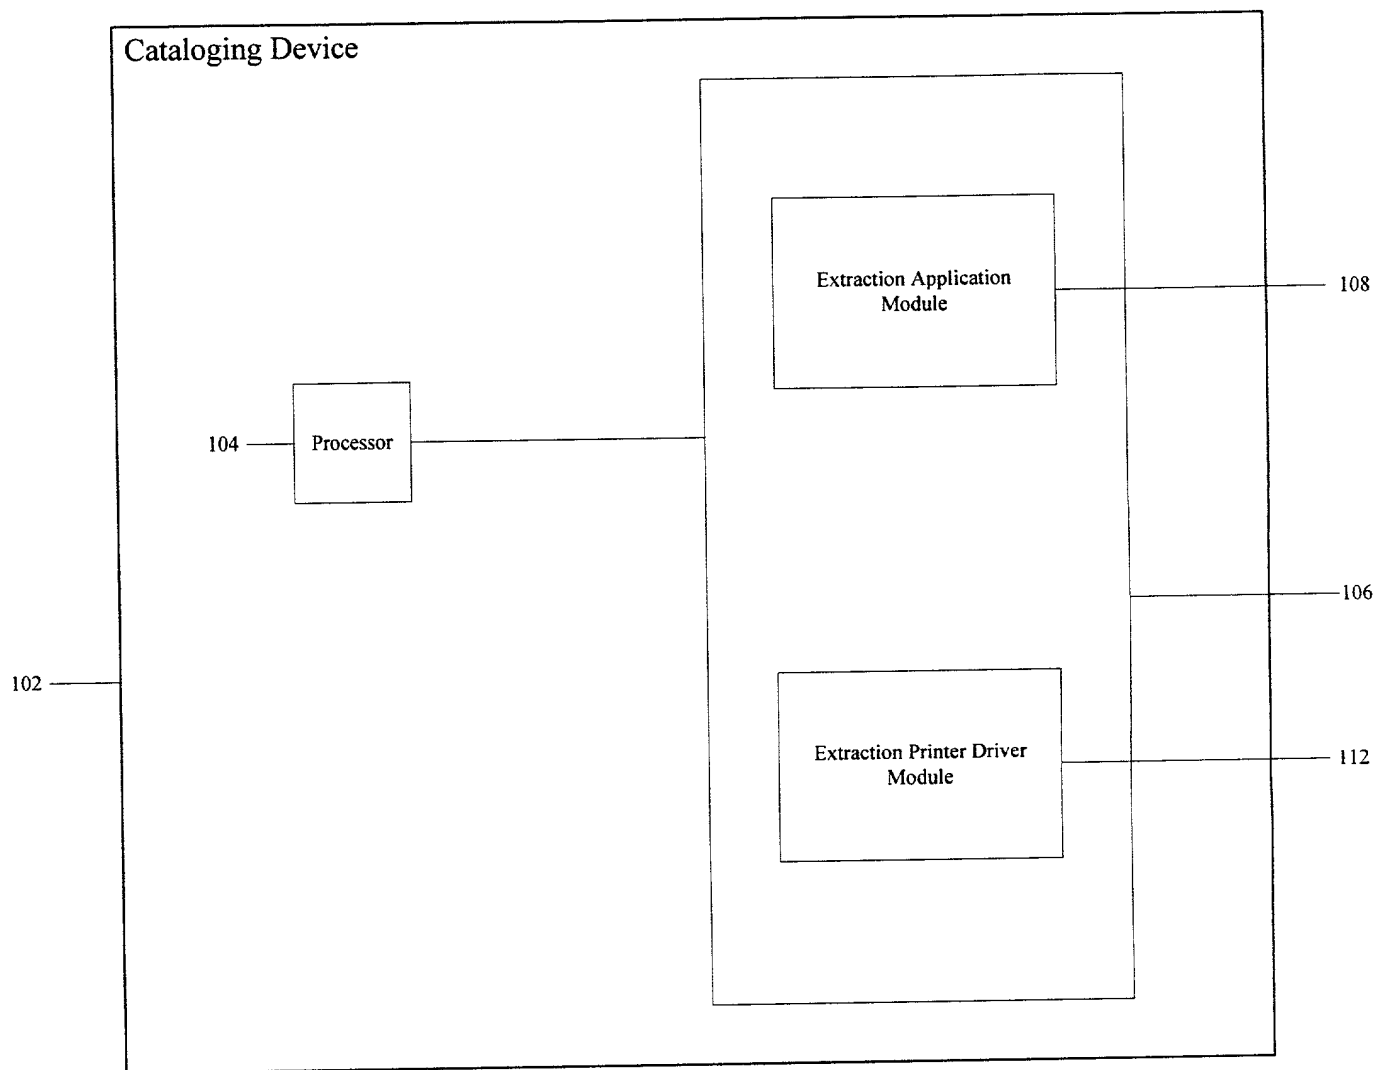 Cataloging Device
Extraction Application
Module
108
104
Processor
106
102
Extraction Printer Driver
Module
112